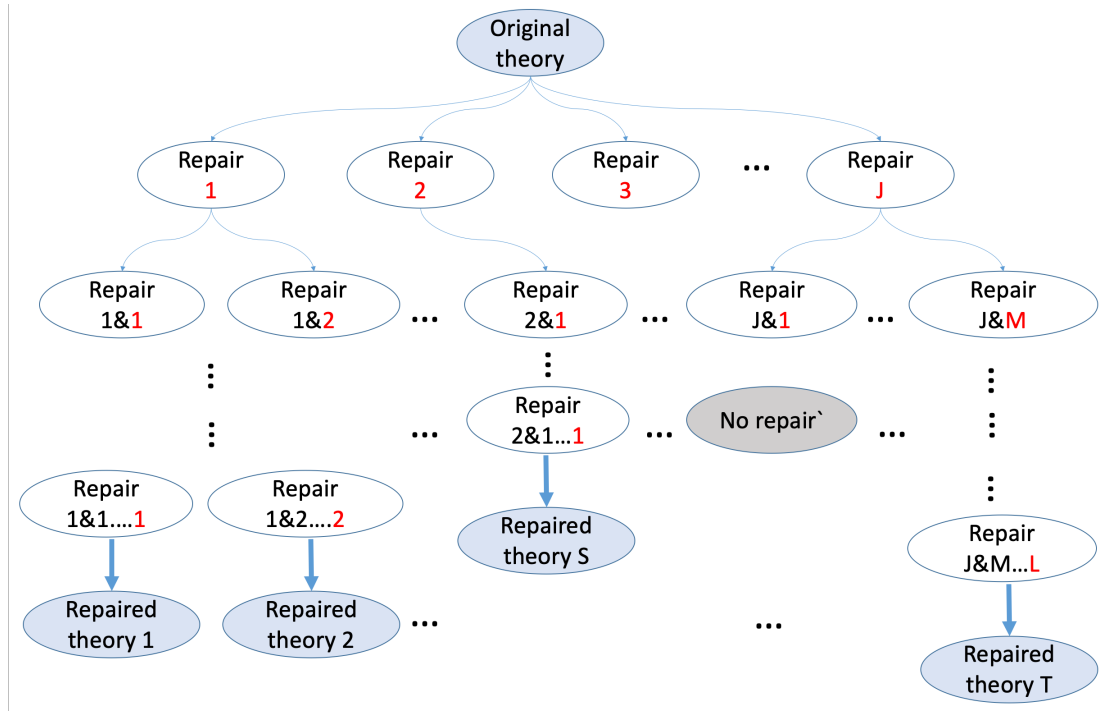 Original
theory
Repair
1
Repair
2
Repair
3
...
Repair
J
Repair
1&1
Repair
1&2
...
Repair
2&1
...
Repair
J&1
...
Repair
J&M
...
Repair
2&1...1
...
No repair`
...
Repair
1&1....1
Repair
1&2....2
Repaired
theory S
Repair
J&M...L
Repaired
theory 1
Repaired
theory 2
...
...
Repaired
theory T